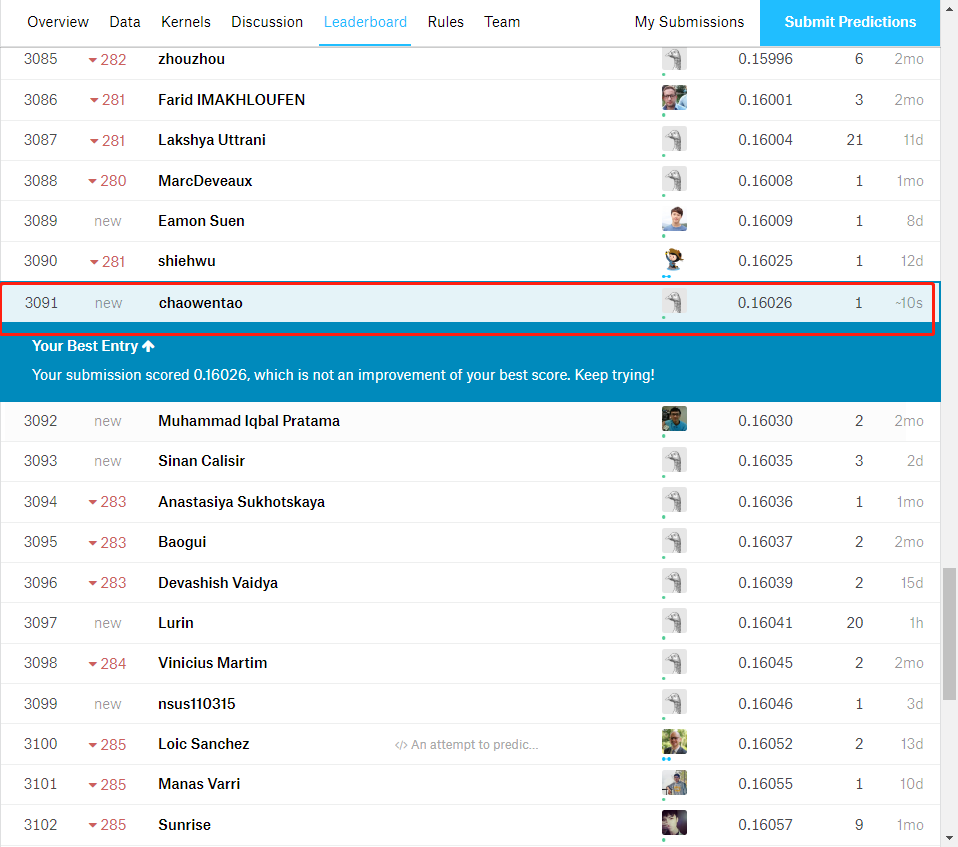 Overview Data Kernels Discussion Leaderboard Rules Team My Submissions Submit Predictions
3085 282 zhouzhou 0.15996 6 2mo
3086 281 Farid IMAKHLOUFEN 0.16001 3 2mo
3087 281 Lakshya Uttrani 0.16004 21 11d
3088 280 MarcDeveaux 0.16008 1 1mo
3089 new Eamon Suen 0.16009 1 8d
3090 281 shiehwu 0.16025 1 12d
3091 new chaowentao 0.16026 1 ~10s
Your Best Entry
Your submission scored 0.16026, which is not an improvement of your best score. Keep trying!
3092 new Muhammad Iqbal Pratama 0.16030 2 2mo
3093 new Sinan Calisir 0.16035 3 2d
3094 283 Anastasiya Sukhotskaya 0.16036 1 1mo
3095 283 Baogui 0.16037 2 2mo
3096 283 Devashish Vaidya 0.16039 2 15d
3097 new Lurin 0.16041 20 1h
3098 284 Vinicius Martim 0.16045 2 2mo
3099 new nsus110315 0.16046 1 3d
3100 285 Loic Sanchez </> An attempt to predic... 0.16052 2 13d
3101 285 Manas Varri 0.16055 1 10d
3102 285 Sunrise 0.16057 9 1mo